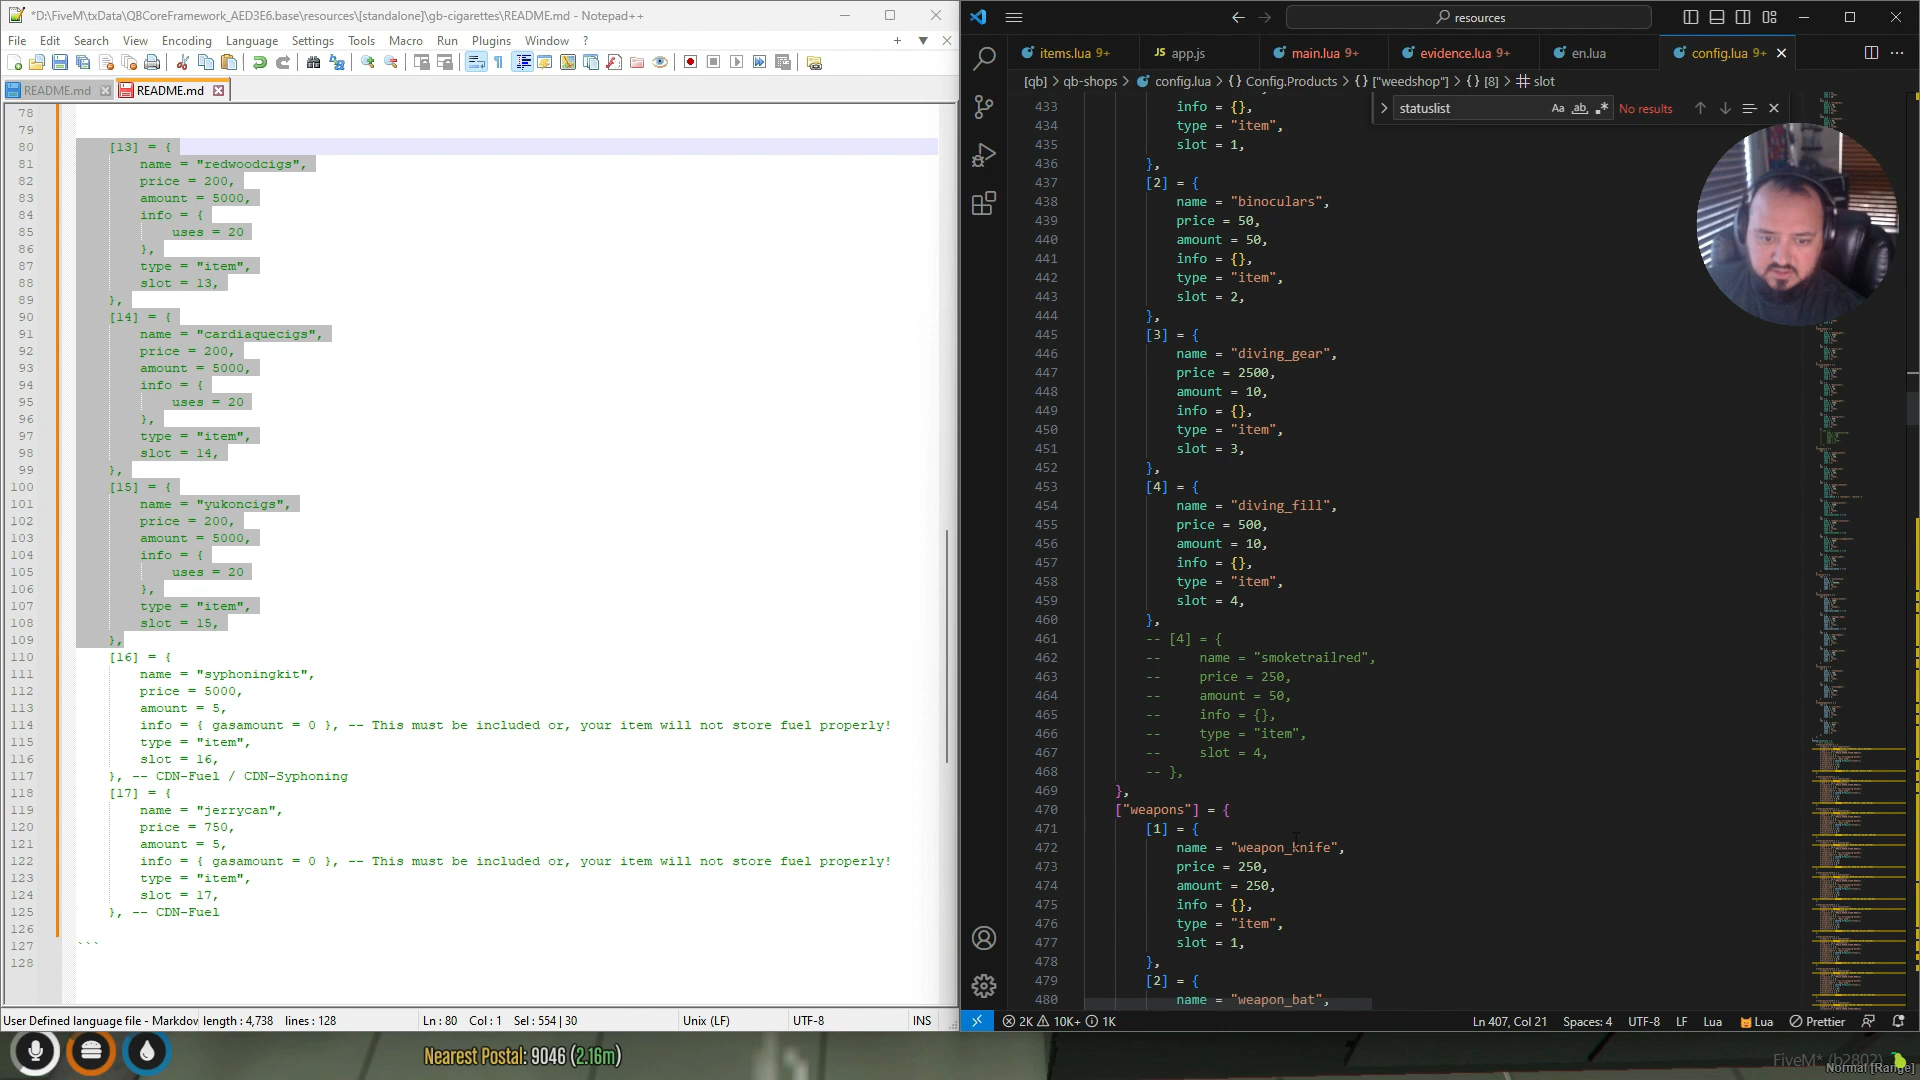 *D:\FiveM\txData\QBCoreFramework_AED3E6.base\resources\[standalone]\gb-cigarettes\README.md - Notepad++
File Edit Search View Encoding Language Settings Tools Macro Run Plugins Window ?
README.md README.md
78
79
80 [13] = {
81 name = "redwoodcigs",
82 price = 200,
83 amount = 5000,
84 info = {
85 uses = 20
86 },
87 type = "item",
88 slot = 13,
89 },
90 [14] = {
91 name = "cardiaquecigs",
92 price = 200,
93 amount = 5000,
94 info = {
95 uses = 20
96 },
97 type = "item",
98 slot = 14,
99 },
100 [15] = {
101 name = "yukoncigs",
102 price = 200,
103 amount = 5000,
104 info = {
105 uses = 20
106 },
107 type = "item",
108 slot = 15,
109 },
110 [16] = {
111 name = "syphoningkit",
112 price = 5000,
113 amount = 5,
114 info = { gasamount = 0 }, -- This must be included or, your item will not store fuel properly!
115 type = "item",
116 slot = 16,
117 }, -- CDN-Fuel / CDN-Syphoning
118 [17] = {
119 name = "jerrycan",
120 price = 750,
121 amount = 5,
122 info = { gasamount = 0 }, -- This must be included or, your item will not store fuel properly!
123 type = "item",
124 slot = 17,
125 }, -- CDN-Fuel
126
127 ```
128
User Defined language file - Markdow length : 4,738 lines : 128 Ln : 80 Col : 1 Sel : 554 | 30 Unix (LF) UTF-8 INS
resources
items.lua 9+ JS app.js main.lua 9+ evidence.lua 9+ en.lua config.lua 9+
[qb] > qb-shops > config.lua > {} Config.Products > {} ["weedshop"] > {} [8] > slot
statuslist Aa ab No results
433 info = {},
434 type = "item",
435 slot = 1,
436 },
437 [2] = {
438 name = "binoculars",
439 price = 50,
440 amount = 50,
441 info = {},
442 type = "item",
443 slot = 2,
444 },
445 [3] = {
446 name = "diving_gear",
447 price = 2500,
448 amount = 10,
449 info = {},
450 type = "item",
451 slot = 3,
452 },
453 [4] = {
454 name = "diving_fill",
455 price = 500,
456 amount = 10,
457 info = {},
458 type = "item",
459 slot = 4,
460 },
461 -- [4] = {
462 -- name = "smoketrailred",
463 -- price = 250,
464 -- amount = 50,
465 -- info = {},
466 -- type = "item",
467 -- slot = 4,
468 -- },
469 },
470 ["weapons"] = {
471 [1] = {
472 name = "weapon_knife",
473 price = 250,
474 amount = 250,
475 info = {},
476 type = "item",
477 slot = 1,
478 },
479 [2] = {
480 name = "weapon_bat",
2K 10K+ 1K Ln 407, Col 21 Spaces: 4 UTF-8 LF Lua Lua Prettier
Nearest Postal: 9046 (2.16m)
FiveM* (b2802)
Normal [Range]